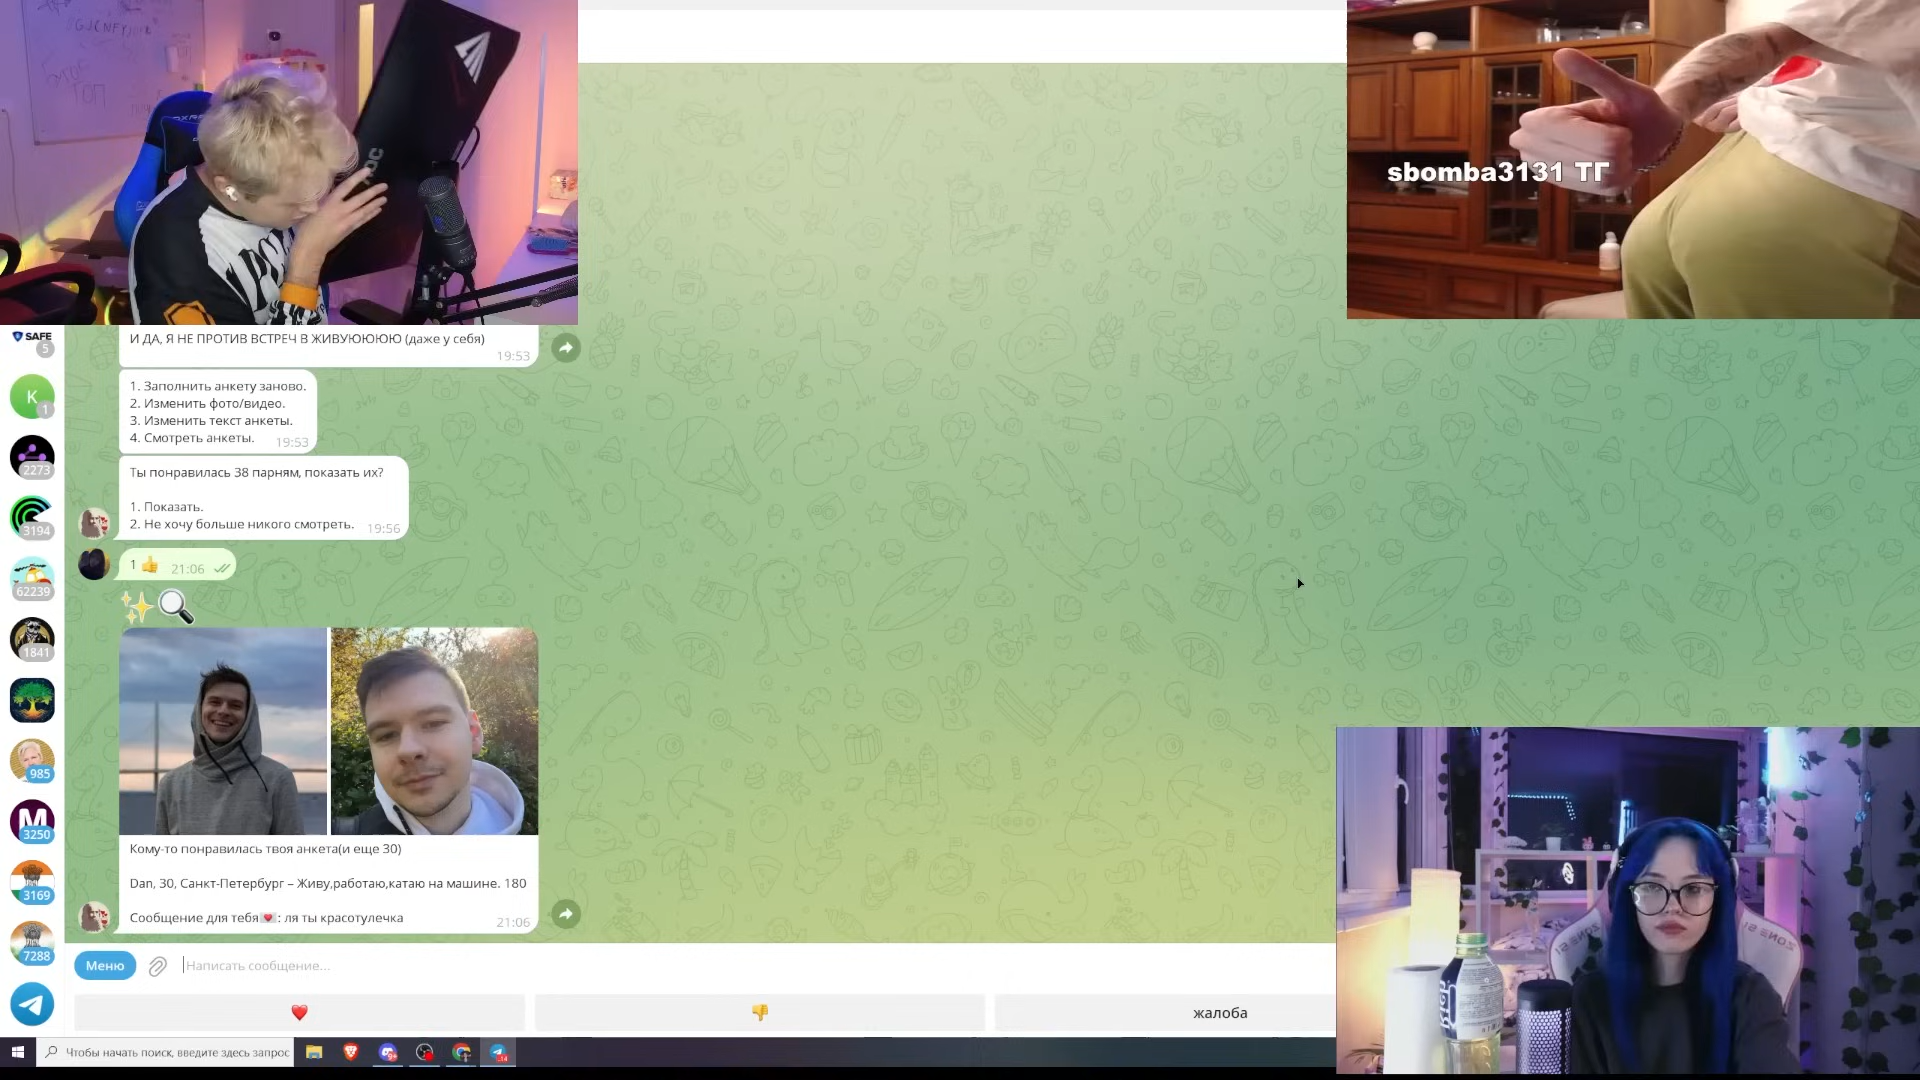 ТОП
AOC
sbomba3131 ТГ
SAFE
5
1
K
2273
3194
62239
1841
985
M
3250
3169
7288
И ДА, Я НЕ ПРОТИВ ВСТРЕЧ В ЖИВУЮЮЮЮ (даже у себя)
19:53
1. Заполнить анкету заново.
2. Изменить фото/видео.
3. Изменить текст анкеты.
4. Смотреть анкеты.
19:53
Ты понравилась 38 парням, показать их?
1. Показать.
2. Не хочу больше никого смотреть.
19:56
1 👍 21:06
✨🔍
Кому-то понравилась твоя анкета(и еще 30)
Dan, 30, Санкт-Петербург – Живу,работаю,катаю на машине. 180
Сообщение для тебя💌: ля ты красотулечка
21:06
Меню
Написать сообщение...
❤️
👎
жалоба
Чтобы начать поиск, введите здесь запрос
ZONE 51